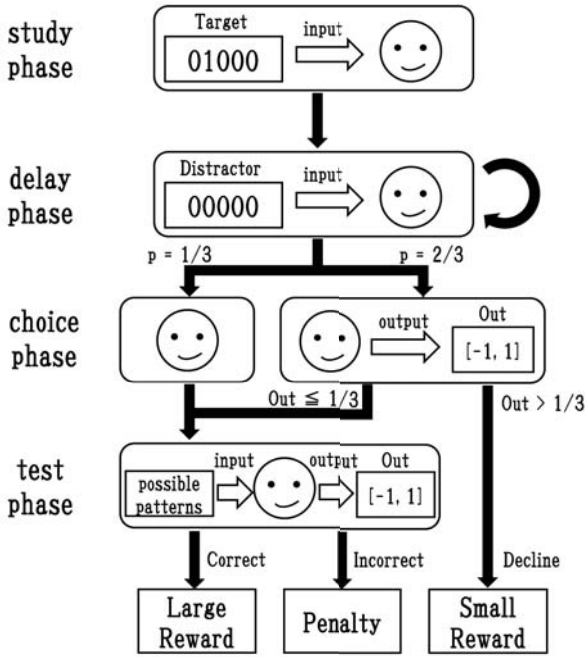 study
phase
Target
01000
input
delay
phase
Distractor
00000
input
p = 1/3
p = 2/3
choice
phase
output
Out
[-1, 1]
Out ≦ 1/3
Out > 1/3
test
phase
possible
patterns
input
output
Out
[-1, 1]
Correct
Incorrect
Decline
Large
Reward
Penalty
Small
Reward